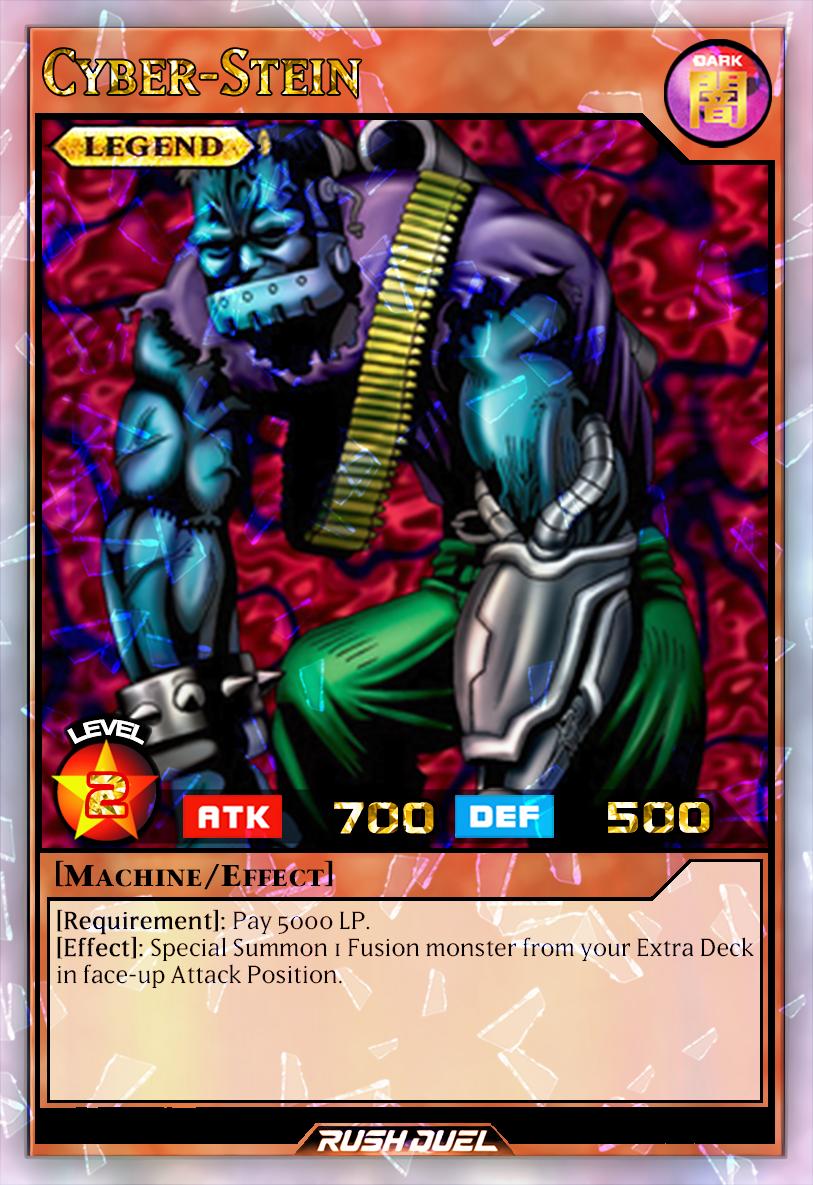 CYBER-STEIN
DARK
闇
LEGEND
LEVEL
2
ATK 700 DEF 500
[MACHINE/EFFECT]
[Requirement]: Pay 5000 LP.
[Effect]: Special Summon 1 Fusion monster from your Extra Deck
in face-up Attack Position.
RUSH DUEL